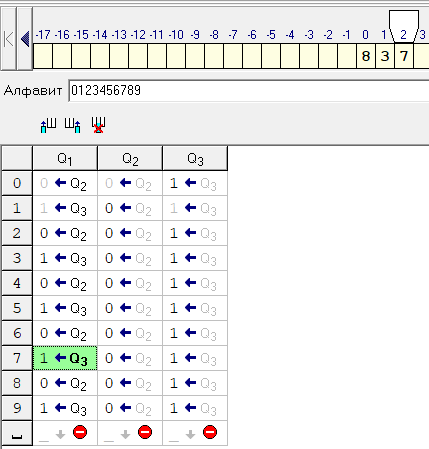 -17 -16 -15 -14 -13 -12 -11 -10 -9 -8 -7 -6 -5 -4 -3 -2 -1 0 1 2 3
8 3 7
Алфавит 0123456789
Q1 Q2 Q3
0 0 ← Q2 0 ← Q2 1 ← Q3
1 1 ← Q3 0 ← Q2 1 ← Q3
2 0 ← Q2 0 ← Q2 1 ← Q3
3 1 ← Q3 0 ← Q2 1 ← Q3
4 0 ← Q2 0 ← Q2 1 ← Q3
5 1 ← Q3 0 ← Q2 1 ← Q3
6 0 ← Q2 0 ← Q2 1 ← Q3
7 1 ← Q3 0 ← Q2 1 ← Q3
8 0 ← Q2 0 ← Q2 1 ← Q3
9 1 ← Q3 0 ← Q2 1 ← Q3
␣ _ ↓ _ ↓ _ ↓